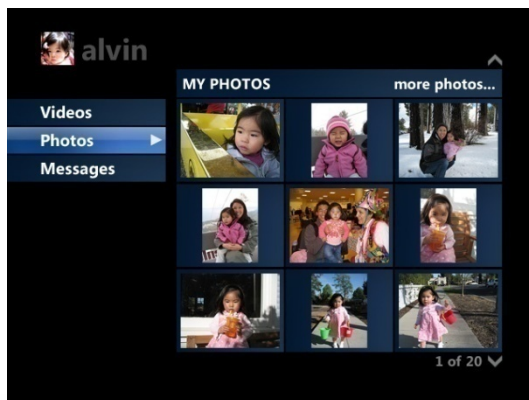 alvin
MY PHOTOS more photos...
Videos
Photos
Messages
1 of 20